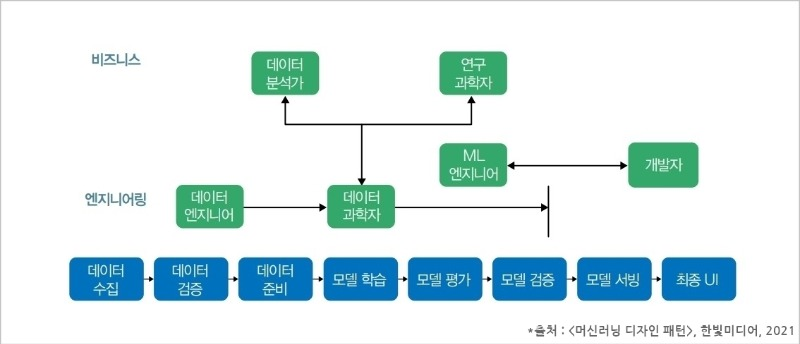 비즈니스
데이터
분석가
연구
과학자
ML
엔지니어
개발자
엔지니어링
데이터
엔지니어
데이터
과학자
데이터
수집
데이터
검증
데이터
준비
모델 학습
모델 평가
모델 검증
모델 서빙
최종 UI
*출처 : <머신러닝 디자인 패턴>, 한빛미디어, 2021